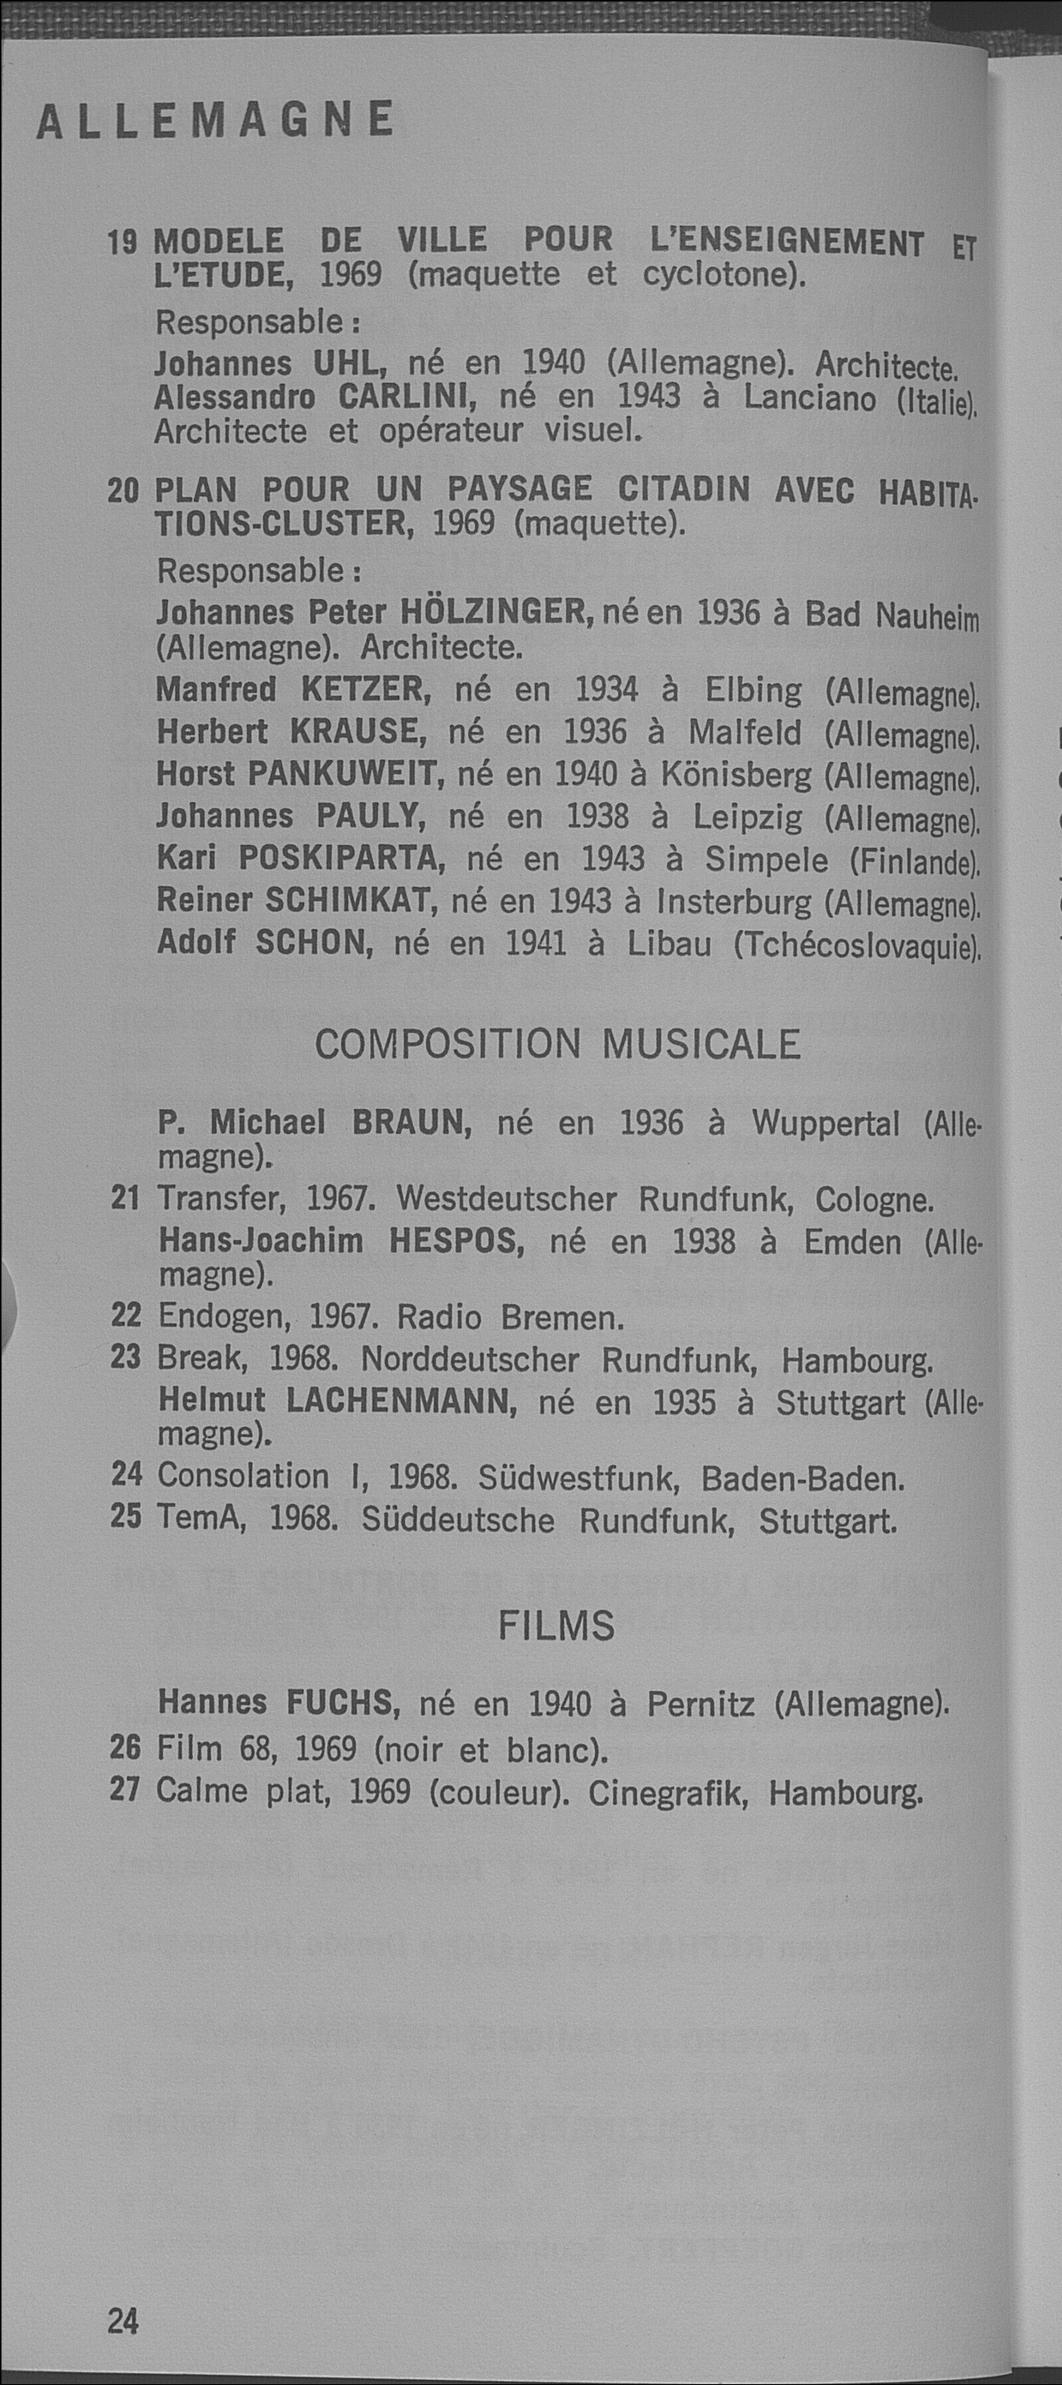 ALLEMAGNE
19 MODELE DE VILLE POUR L'ENSEIGNEMENT ET
L'ETUDE, 1969 (maquette et cyclotone).
Responsable :
Johannes UHL, né en 1940 (Allemagne). Architecte.
Alessandro CARLINI, né en 1943 à Lanciano (Italie).
Architecte et opérateur visuel.
20 PLAN POUR UN PAYSAGE CITADIN AVEC HABITA-
TIONS-CLUSTER, 1969 (maquette).
Responsable :
Johannes Peter HÖLZINGER, né en 1936 à Bad Nauheim
(Allemagne). Architecte.
Manfred KETZER, né en 1934 à Elbing (Allemagne).
Herbert KRAUSE, né en 1936 à Malfeld (Allemagne).
Horst PANKUWEIT, né en 1940 à Könisberg (Allemagne).
Johannes PAULY, né en 1938 à Leipzig (Allemagne).
Kari POSKIPARTA, né en 1943 à Simpele (Finlande).
Reiner SCHIMKAT, né en 1943 à Insterburg (Allemagne).
Adolf SCHON, né en 1941 à Libau (Tchécoslovaquie).
COMPOSITION MUSICALE
P. Michael BRAUN, né en 1936 à Wuppertal (Alle-
magne).
21 Transfer, 1967. Westdeutscher Rundfunk, Cologne.
Hans-Joachim HESPOS, né en 1938 à Emden (Alle-
magne).
22 Endogen, 1967. Radio Bremen.
23 Break, 1968. Norddeutscher Rundfunk, Hambourg.
Helmut LACHENMANN, né en 1935 à Stuttgart (Alle-
magne).
24 Consolation I, 1968. Südwestfunk, Baden-Baden.
25 TemA, 1968. Süddeutsche Rundfunk, Stuttgart.
FILMS
Hannes FUCHS, né en 1940 à Pernitz (Allemagne).
26 Film 68, 1969 (noir et blanc).
27 Calme plat, 1969 (couleur). Cinegrafik, Hambourg.
24